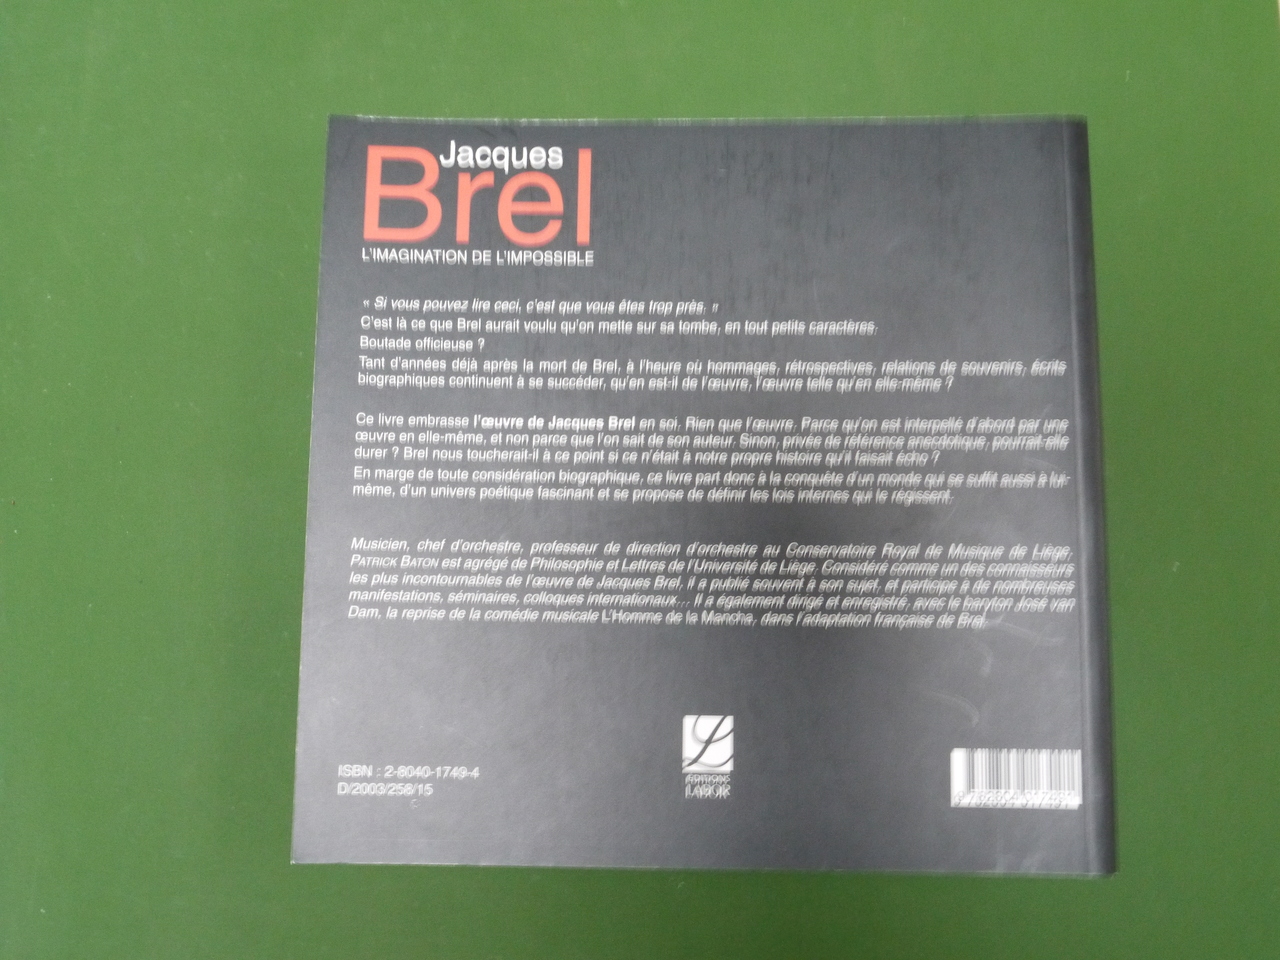 Jacques
Brel
L'IMAGINATION DE L'IMPOSSIBLE
« Si vous pouvez lire ceci, c'est que vous êtes trop près. »
C'est là ce que Brel aurait voulu qu'on mette sur sa tombe, en tout petits caractères.
Boutade officieuse ?
Tant d'années déjà après la mort de Brel, à l'heure où hommages, rétrospectives, relations de souvenirs, écrits
biographiques continuent à se succéder, qu'en est-il de l'œuvre, l'œuvre telle qu'en elle-même ?
Ce livre embrasse l'œuvre de Jacques Brel en soi. Rien que l'œuvre. Parce qu'on est interpellé d'abord par une
œuvre en elle-même, et non parce que l'on sait de son auteur. Sinon, privée de référence anecdotique, pourrait-elle
durer ? Brel nous toucherait-il à ce point si ce n'était à notre propre histoire qu'il faisait écho ?
En marge de toute considération biographique, ce livre part donc à la conquête d'un monde qui se suffit aussi à lui-
même, d'un univers poétique fascinant et se propose de définir les lois internes qui le régissent.
Musicien, chef d'orchestre, professeur de direction d'orchestre au Conservatoire Royal de Musique de Liège,
PATRICK BATON est agrégé de Philosophie et Lettres de l'Université de Liège. Considéré comme un des connaisseurs
les plus incontournables de l'œuvre de Jacques Brel, il a publié souvent à son sujet, et participe à de nombreuses
manifestations, séminaires, colloques internationaux... Il a également dirigé et enregistré, avec le baryton José van
Dam, la reprise de la comédie musicale L'Homme de la Mancha, dans l'adaptation française de Brel.
L
EDITIONS
LABOR
ISBN : 2-8040-1749-4
D/2003/258/15